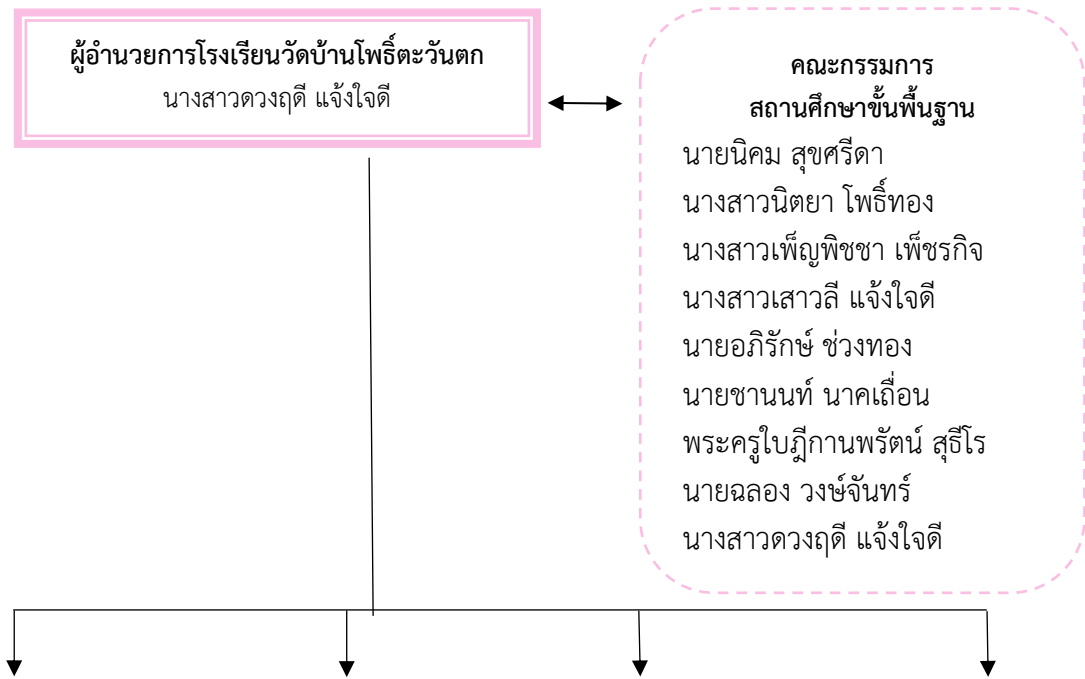 ผู้อำนวยการโรงเรียนวัดบ้านโพธิ์ตะวันตก
นางสาวดวงฤดี แจ้งใจดี
คณะกรรมการ
สถานศึกษาขั้นพื้นฐาน
นายนิคม สุขศรีดา
นางสาวนิตยา โพธิ์ทอง
นางสาวเพ็ญพิชชา เพ็ชรกิจ
นางสาวเสาวลี แจ้งใจดี
นายอภิรักษ์ ช่วงทอง
นายชานนท์ นาคเถื่อน
พระครูใบฎีกานพรัตน์ สุธีโร
นายฉลอง วงษ์จันทร์
นางสาวดวงฤดี แจ้งใจดี